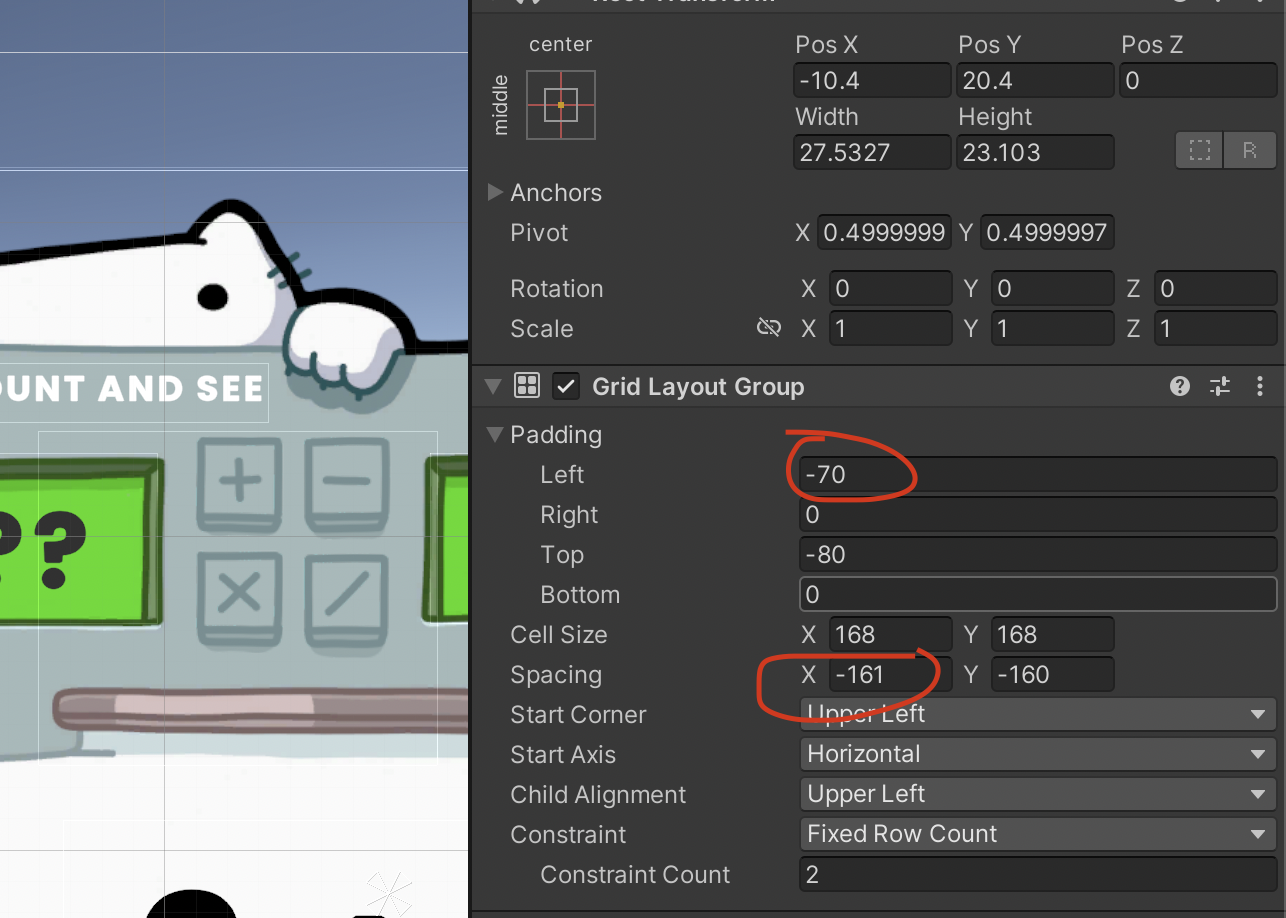 center
middle
Pos X Pos Y Pos Z
-10.4 20.4 0
Width Height
27.5327 23.103
R
Anchors
Pivot X 0.4999999 Y 0.4999997
Rotation X 0 Y 0 Z 0
Scale X 1 Y 1 Z 1
Grid Layout Group
Padding
Left -70
Right 0
Top -80
Bottom 0
Cell Size X 168 Y 168
Spacing X -161 Y -160
Start Corner Upper Left
Start Axis Horizontal
Child Alignment Upper Left
Constraint Fixed Row Count
Constraint Count 2
AND SEE
??